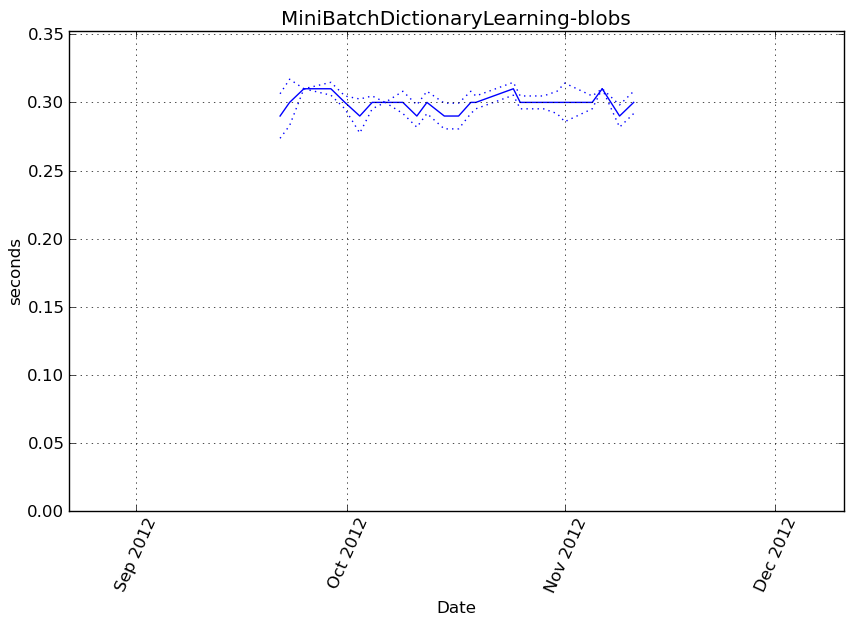 MiniBatchDictionaryLearning-blobs
0.35
0.30
0.25
0.20
0.15
0.10
0.05
0.00
seconds
Sep 2012
Oct 2012
Nov 2012
Dec 2012
Date